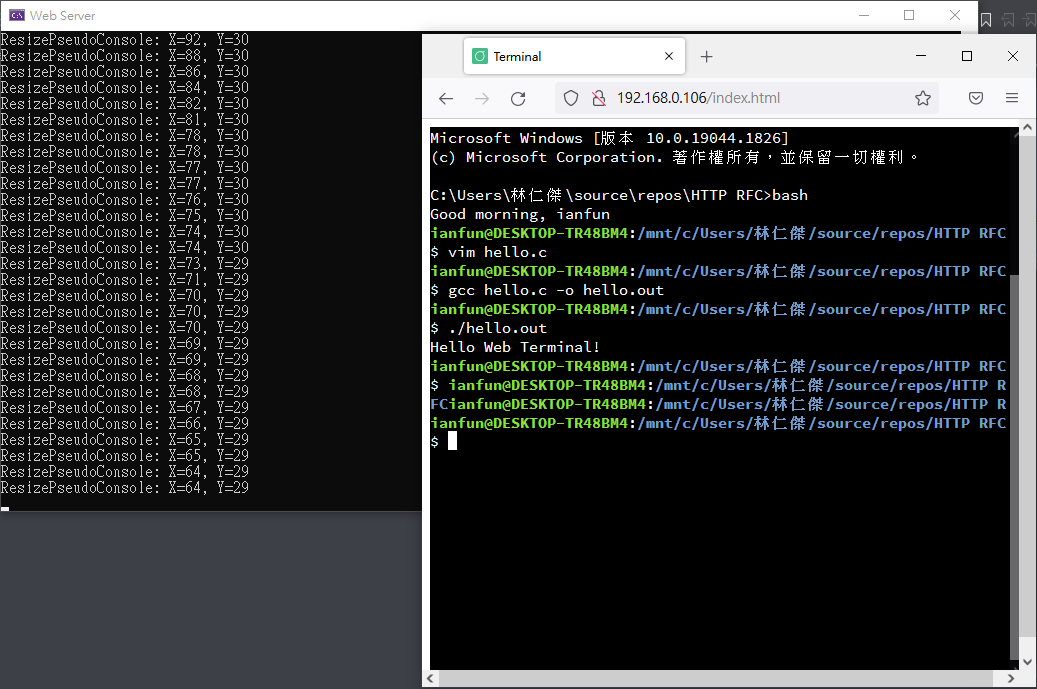 Web Server
ResizePseudoConsole: X=92, Y=30
ResizePseudoConsole: X=88, Y=30
ResizePseudoConsole: X=86, Y=30
ResizePseudoConsole: X=84, Y=30
ResizePseudoConsole: X=82, Y=30
ResizePseudoConsole: X=81, Y=30
ResizePseudoConsole: X=78, Y=30
ResizePseudoConsole: X=78, Y=30
ResizePseudoConsole: X=77, Y=30
ResizePseudoConsole: X=77, Y=30
ResizePseudoConsole: X=76, Y=30
ResizePseudoConsole: X=75, Y=30
ResizePseudoConsole: X=74, Y=30
ResizePseudoConsole: X=74, Y=30
ResizePseudoConsole: X=73, Y=29
ResizePseudoConsole: X=71, Y=29
ResizePseudoConsole: X=70, Y=29
ResizePseudoConsole: X=70, Y=29
ResizePseudoConsole: X=70, Y=29
ResizePseudoConsole: X=69, Y=29
ResizePseudoConsole: X=69, Y=29
ResizePseudoConsole: X=68, Y=29
ResizePseudoConsole: X=68, Y=29
ResizePseudoConsole: X=67, Y=29
ResizePseudoConsole: X=66, Y=29
ResizePseudoConsole: X=65, Y=29
ResizePseudoConsole: X=65, Y=29
ResizePseudoConsole: X=64, Y=29
ResizePseudoConsole: X=64, Y=29
Terminal
192.168.0.106/index.html
Microsoft Windows [版本 10.0.19044.1826]
(c) Microsoft Corporation. 著作權所有，並保留一切權利。
C:\Users\林仁傑\source\repos\HTTP RFC>bash
Good morning, ianfun
ianfun@DESKTOP-TR48BM4:/mnt/c/Users/林仁傑/source/repos/HTTP RFC
$ vim hello.c
ianfun@DESKTOP-TR48BM4:/mnt/c/Users/林仁傑/source/repos/HTTP RFC
$ gcc hello.c -o hello.out
ianfun@DESKTOP-TR48BM4:/mnt/c/Users/林仁傑/source/repos/HTTP RFC
$ ./hello.out
Hello Web Terminal!
ianfun@DESKTOP-TR48BM4:/mnt/c/Users/林仁傑/source/repos/HTTP RFC
$ ianfun@DESKTOP-TR48BM4:/mnt/c/Users/林仁傑/source/repos/HTTP R
FCianfun@DESKTOP-TR48BM4:/mnt/c/Users/林仁傑/source/repos/HTTP R
ianfun@DESKTOP-TR48BM4:/mnt/c/Users/林仁傑/source/repos/HTTP RFC
$